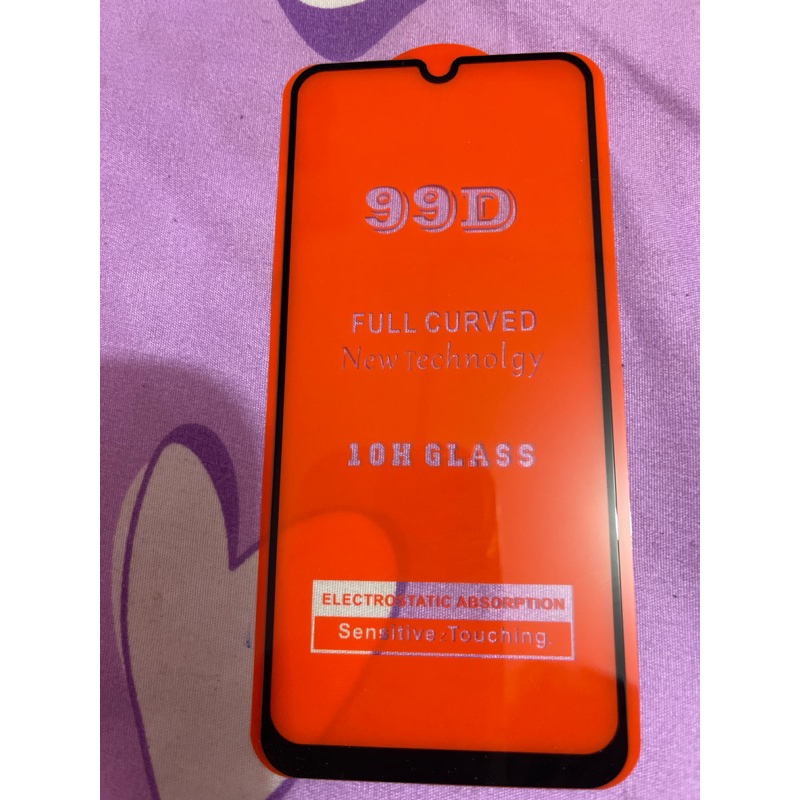 99D
FULL CURVED
New Technolgy
10H GLASS
ELECTROSTATIC ABSORPTION
Sensitive:Touching.